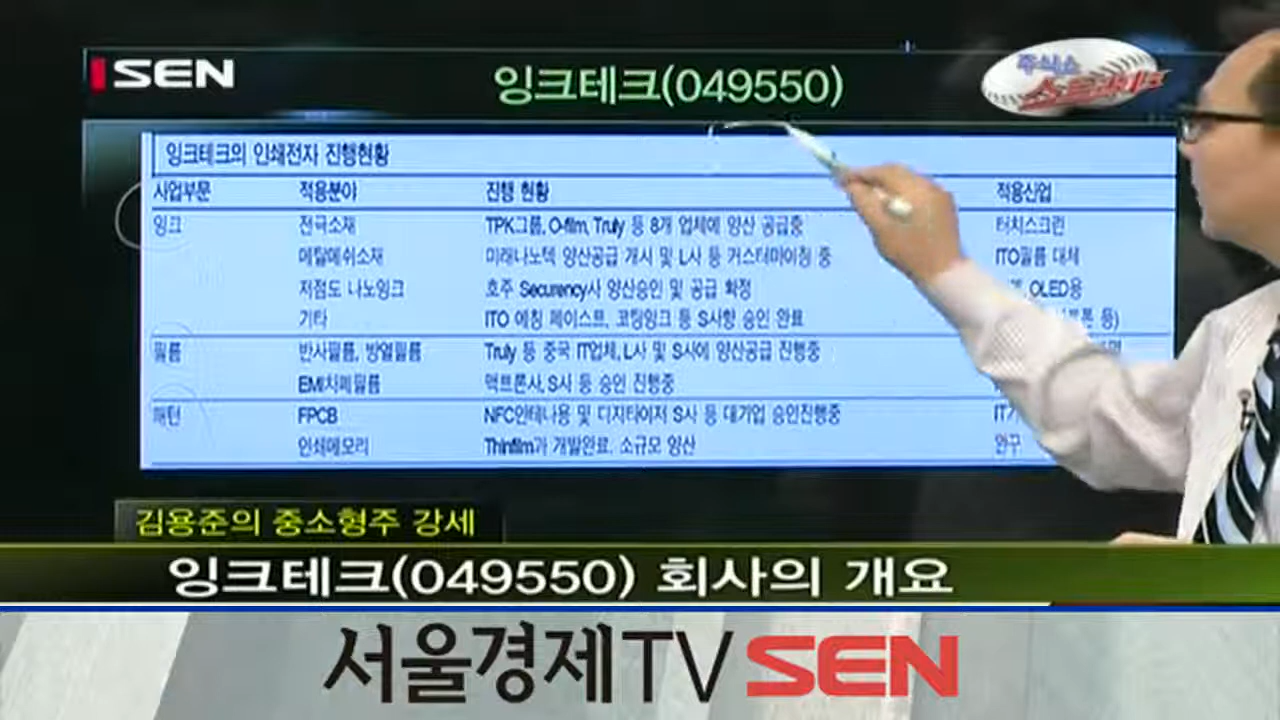 SEN
잉크테크(049550)
주식쇼
스트라이크
잉크테크의 인쇄전자 진행현황
사업부문 적용분야 진행 현황 적용산업
잉크 전극소재 TPK그룹, O-film, Truly 등 8개 업체에 양산 공급중 터치스크린
메탈메쉬소재 미래나노텍 양산공급 개시 및 L사 등 커스터마이징 중 ITO필름 대체
저점도 나노잉크 호주 Securency사 양산승인 및 공급 확정 OLED용
기타 ITO 에칭 페이스트, 코팅잉크 등 S사향 승인 완료 등)
필름 반사필름, 방열필름 Truly 등 중국 IT업체, L사 및 S사에 양산공급 진행중
EMI차폐필름 맥트론사, S사 등 승인 진행중
패턴 FPCB NFC안테나용 및 디지타이저 S사 등 대기업 승인진행중
인쇄메모리 Thinfilm가 개발완료, 소규모 양산
김용준의 중소형주 강세
잉크테크(049550) 회사의 개요
서울경제TV SEN